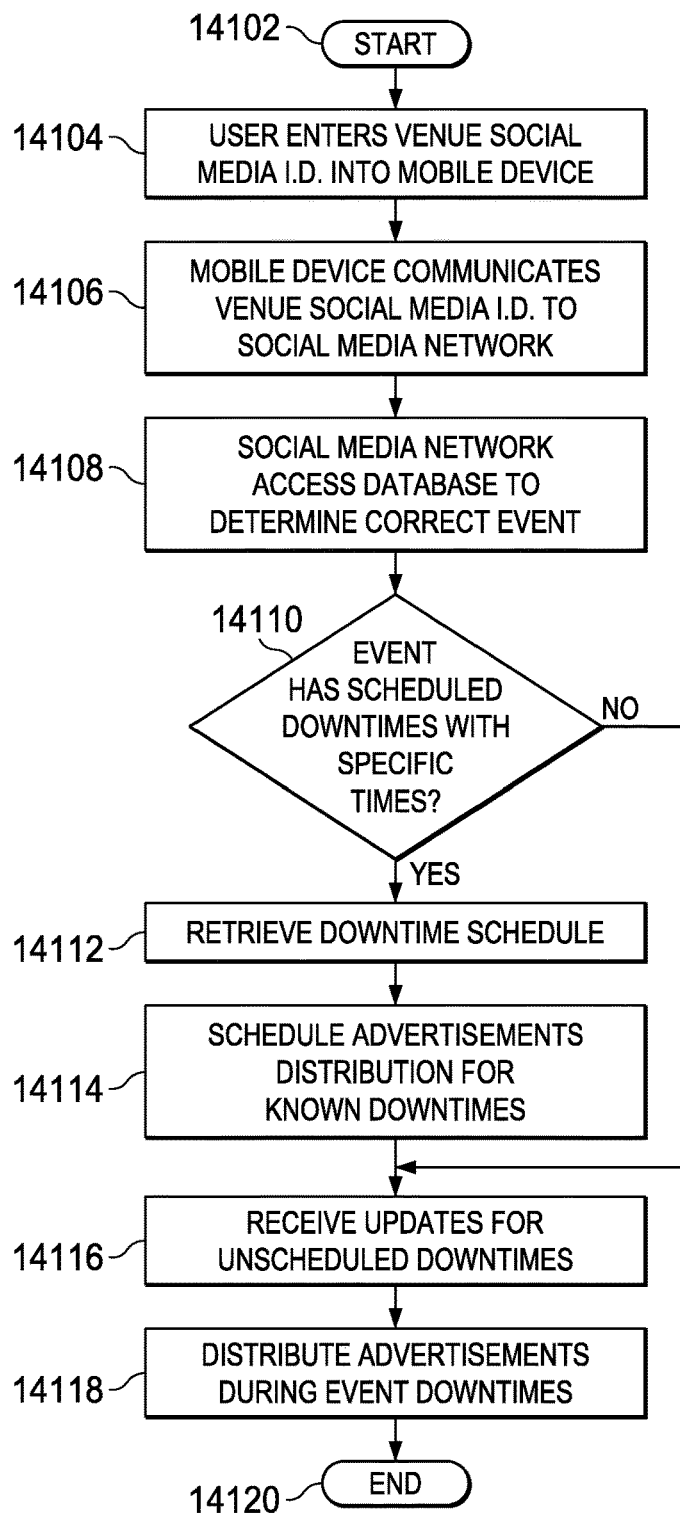 14102
START
14104
USER ENTERS VENUE SOCIAL
MEDIA I.D. INTO MOBILE DEVICE
14106
MOBILE DEVICE COMMUNICATES
VENUE SOCIAL MEDIA I.D. TO
SOCIAL MEDIA NETWORK
14108
SOCIAL MEDIA NETWORK
ACCESS DATABASE TO
DETERMINE CORRECT EVENT
14110
EVENT
HAS SCHEDULED
DOWNTIMES WITH
SPECIFIC
TIMES?
NO
YES
14112
RETRIEVE DOWNTIME SCHEDULE
14114
SCHEDULE ADVERTISEMENTS
DISTRIBUTION FOR
KNOWN DOWNTIMES
14116
RECEIVE UPDATES FOR
UNSCHEDULED DOWNTIMES
14118
DISTRIBUTE ADVERTISEMENTS
DURING EVENT DOWNTIMES
14120
END